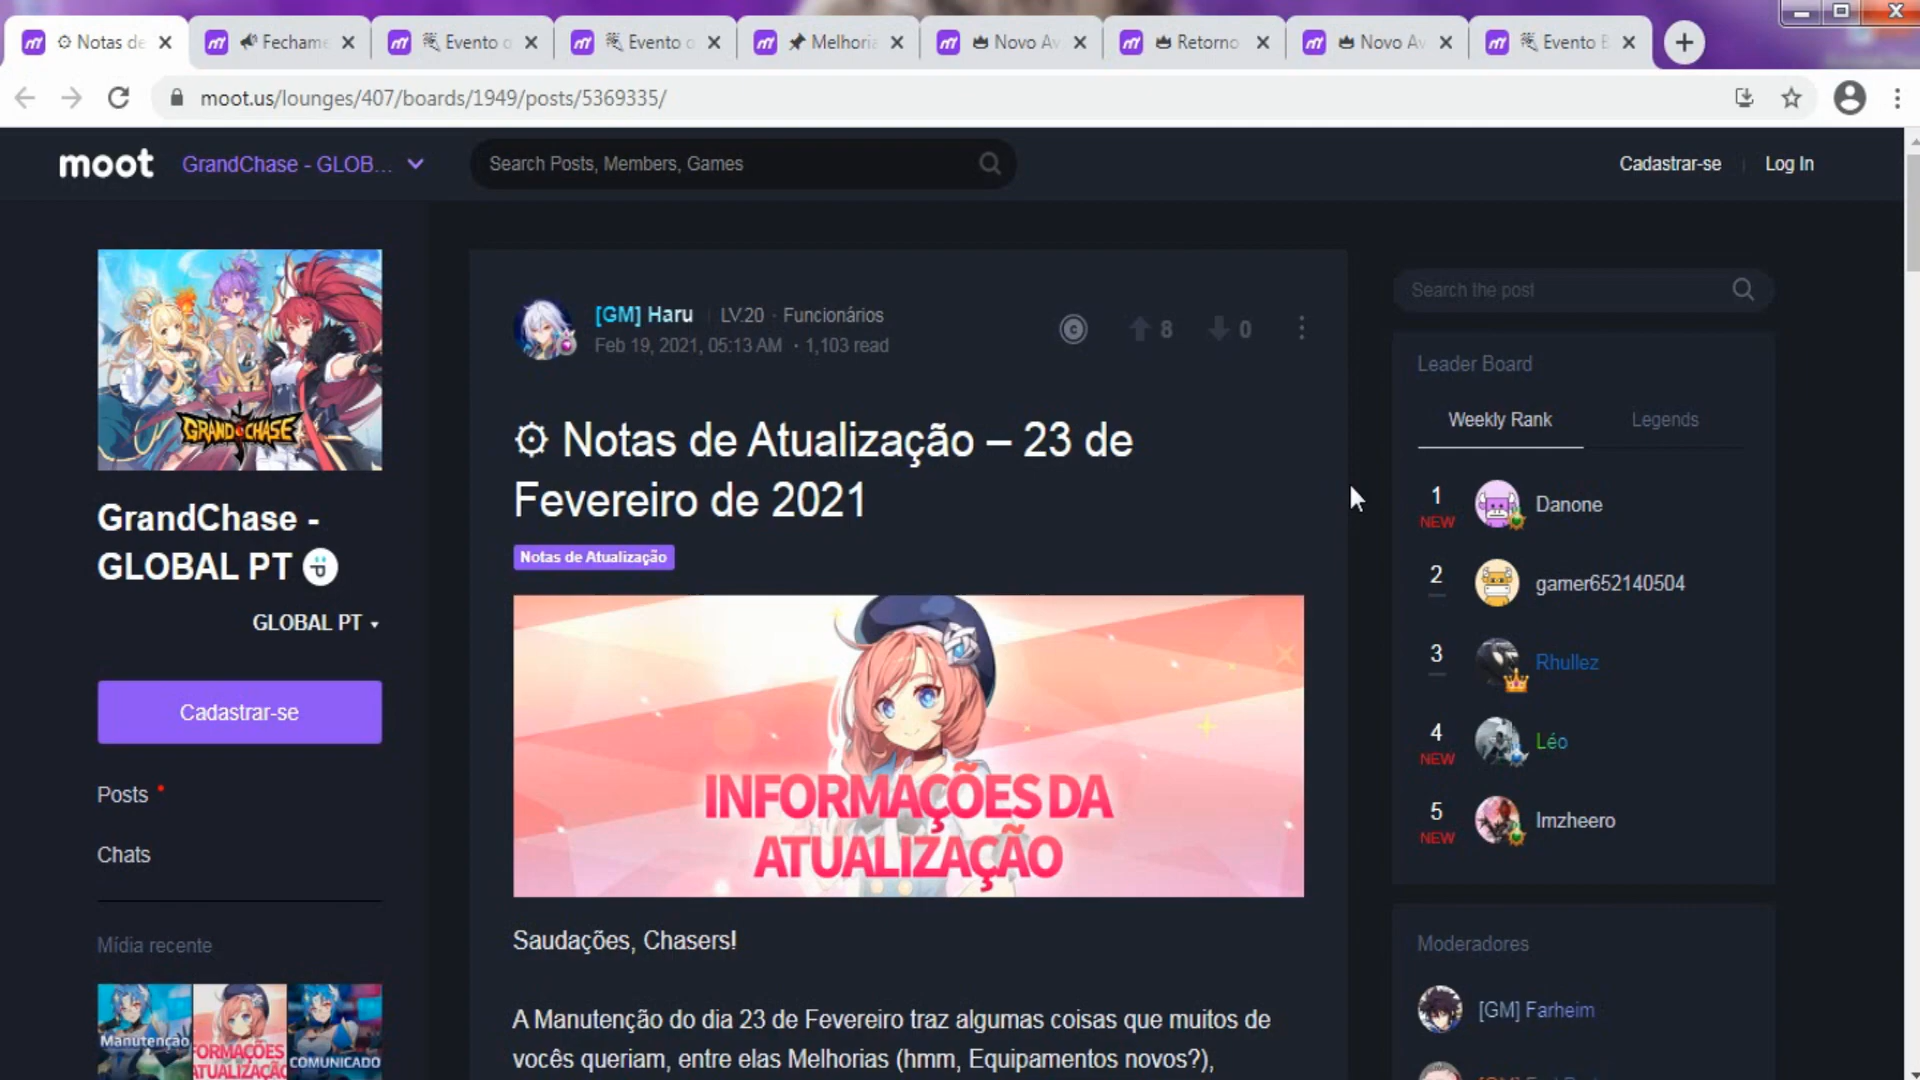 Notas de
Fechame
Evento o
Evento o
Melhoria
Novo Av
Retorno
Novo Av
Evento E
moot.us/lounges/407/boards/1949/posts/5369335/
moot
GrandChase - GLOB...
Search Posts, Members, Games
Cadastrar-se
Log In
GRANDCHASE
GrandChase -
GLOBAL PT
GLOBAL PT
Cadastrar-se
Posts
Chats
Mídia recente
Manutenção
FORMAÇÕES
ATUALIZAÇÃO
COMUNICADO
[GM] Haru LV.20 · Funcionários
Feb 19, 2021, 05:13 AM · 1,103 read
8
0
Notas de Atualização – 23 de
Fevereiro de 2021
Notas de Atualização
INFORMAÇÕES DA
ATUALIZAÇÃO
Saudações, Chasers!
A Manutenção do dia 23 de Fevereiro traz algumas coisas que muitos de
vocês queriam, entre elas Melhorias (hmm, Equipamentos novos?),
Search the post
Leader Board
Weekly Rank
Legends
1
NEW
Danone
2
gamer652140504
3
Rhullez
4
NEW
Léo
5
NEW
Imzheero
Moderadores
[GM] Farheim